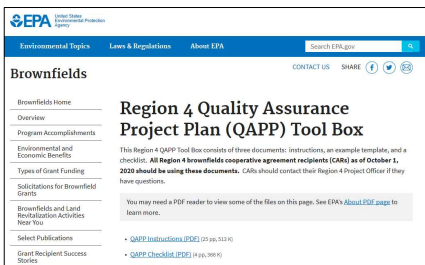 EPA United States
Environmental Protection
Agency
Environmental Topics Laws & Regulations About EPA Search EPA.gov
CONTACT US SHARE
Brownfields
Brownfields Home
Overview
Program Accomplishments
Environmental and
Economic Benefits
Types of Grant Funding
Solicitations for Brownfield
Grants
Brownfields and Land
Revitalization Activities
Near You
Select Publications
Grant Recipient Success
Stories
Region 4 Quality Assurance
Project Plan (QAPP) Tool Box
This Region 4 QAPP Tool Box consists of three documents: instructions, an example template, and a
checklist. All Region 4 brownfields cooperative agreement recipients (CARs) as of October 1,
2020 should be using these documents. CARs should contact their Region 4 Project Officer if they
have questions.
You may need a PDF reader to view some of the files on this page. See EPA's About PDF page to
learn more.
• QAPP Instructions (PDF) (25 pp, 513 K)
• QAPP Checklist (PDF) (4 pp, 366 K)